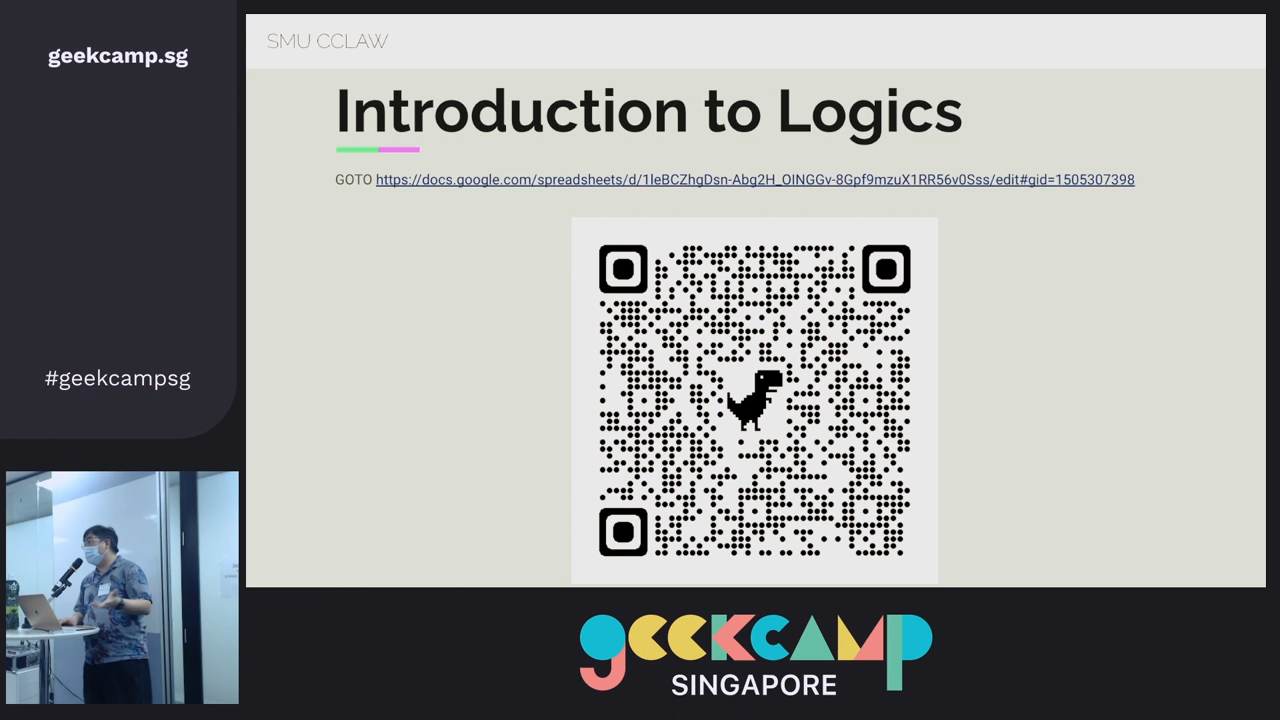 geekcamp.sg
#geekcampsg
SMU CCLAW
Introduction to Logics
GOTO https://docs.google.com/spreadsheets/d/1IeBCZhgDsn-Abg2H_OINGGv-8Gpf9mzuX1RR56v0Sss/edit#gid=1505307398
geekcamp
SINGAPORE